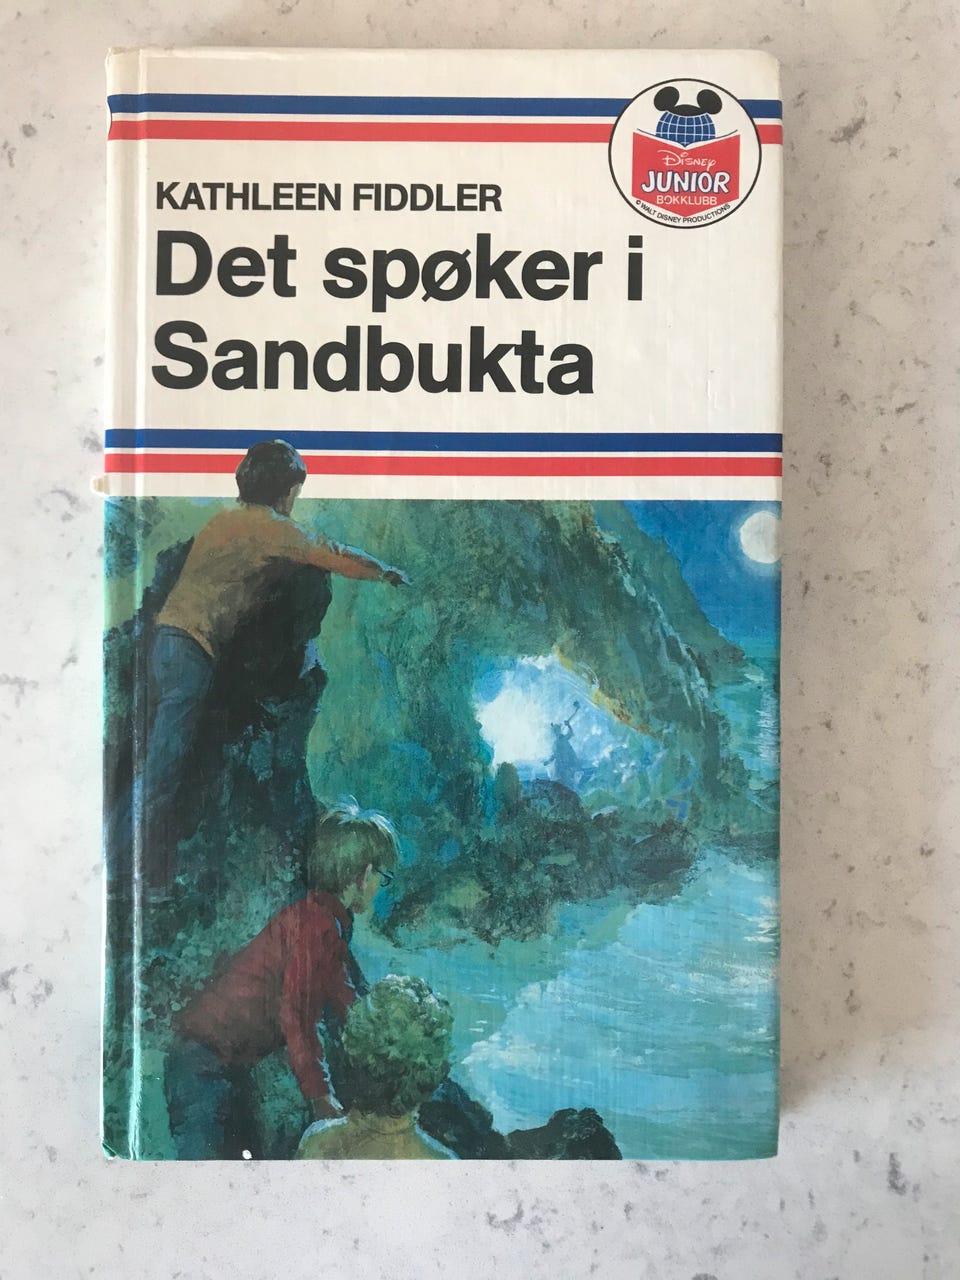 KATHLEEN FIDDLER
Det spøker i
Sandbukta
Disney
JUNIOR
BOKKLUBB
© WALT DISNEY PRODUCTIONS